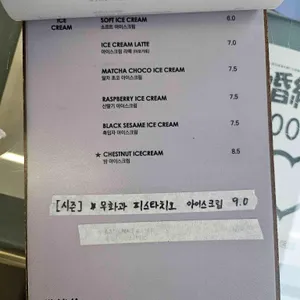 ICE
CREAM
SOFT ICE CREAM 6.0
소프트 아이스크림
ICE CREAM LATTE 7.0
아이스크림 라떼
MATCHA CHOCO ICE CREAM 7.5
말차 초코 아이스크림
RASPBERRY ICE CREAM 7.5
산딸기 아이스크림
BLACK SESAME ICE CREAM 7.5
흑임자 아이스크림
★ CHESTNUT ICECREAM 8.5
밤 아이스크림
[시즌] # 무화과 피스타치오 아이스크림 9.0